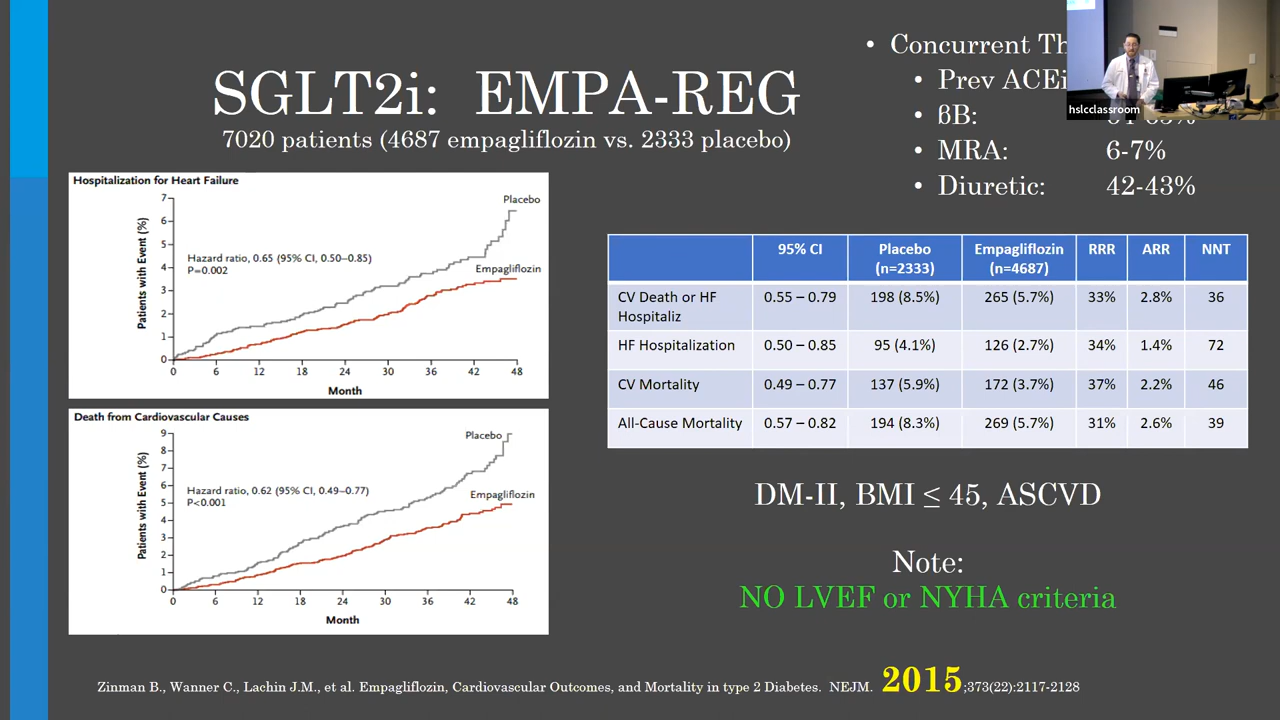 SGLT2i: EMPA-REG
7020 patients (4687 empagliflozin vs. 2333 placebo)
• Concurrent
• Prev ACEi
• βB:
• MRA: 6-7%
• Diuretic: 42-43%
hslcclassroom
Hospitalization for Heart Failure
Patients with Event (%)
7
6
5
4
3
2
1
0
Placebo
Hazard ratio, 0.65 (95% CI, 0.50–0.85)
P=0.002
Empagliflozin
0 6 12 18 24 30 36 42 48
Month
Death from Cardiovascular Causes
Patients with Event (%)
9
8
7
6
5
4
3
2
1
0
Placebo
Hazard ratio, 0.62 (95% CI, 0.49–0.77)
P<0.001
Empagliflozin
0 6 12 18 24 30 36 42 48
Month
95% CI Placebo (n=2333) Empagliflozin (n=4687) RRR ARR NNT
CV Death or HF Hospitaliz 0.55 – 0.79 198 (8.5%) 265 (5.7%) 33% 2.8% 36
HF Hospitalization 0.50 – 0.85 95 (4.1%) 126 (2.7%) 34% 1.4% 72
CV Mortality 0.49 – 0.77 137 (5.9%) 172 (3.7%) 37% 2.2% 46
All-Cause Mortality 0.57 – 0.82 194 (8.3%) 269 (5.7%) 31% 2.6% 39
DM-II, BMI ≤ 45, ASCVD
Note:
NO LVEF or NYHA criteria
Zinman B., Wanner C., Lachin J.M., et al. Empagliflozin, Cardiovascular Outcomes, and Mortality in type 2 Diabetes. NEJM. 2015;373(22):2117-2128